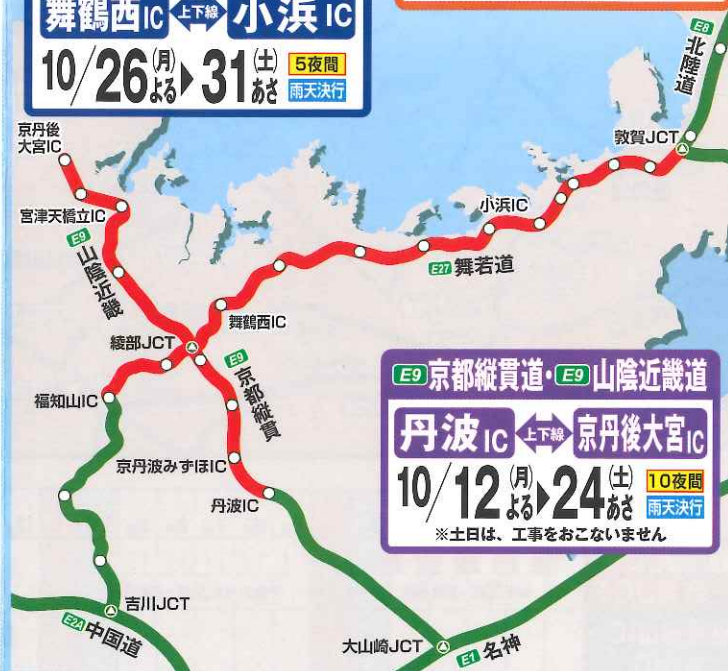 舞鶴西IC 上下線 小浜IC
10/26(月)よる▶31(土)あさ 5夜間 雨天決行
E8
北陸道
京丹後大宮IC
敦賀JCT
宮津天橋立IC
小浜IC
E9
山陰近畿
E27 舞若道
舞鶴西IC
綾部JCT
E9
京都縦貫
福知山IC
E9 京都縦貫道・E9 山陰近畿道
丹波IC 上下線 京丹後大宮IC
10/12(月)よる▶24(土)あさ 10夜間 雨天決行
※土日は、工事をおこないません
京丹波みずほIC
丹波IC
吉川JCT
E2A 中国道
大山崎JCT
E1 名神